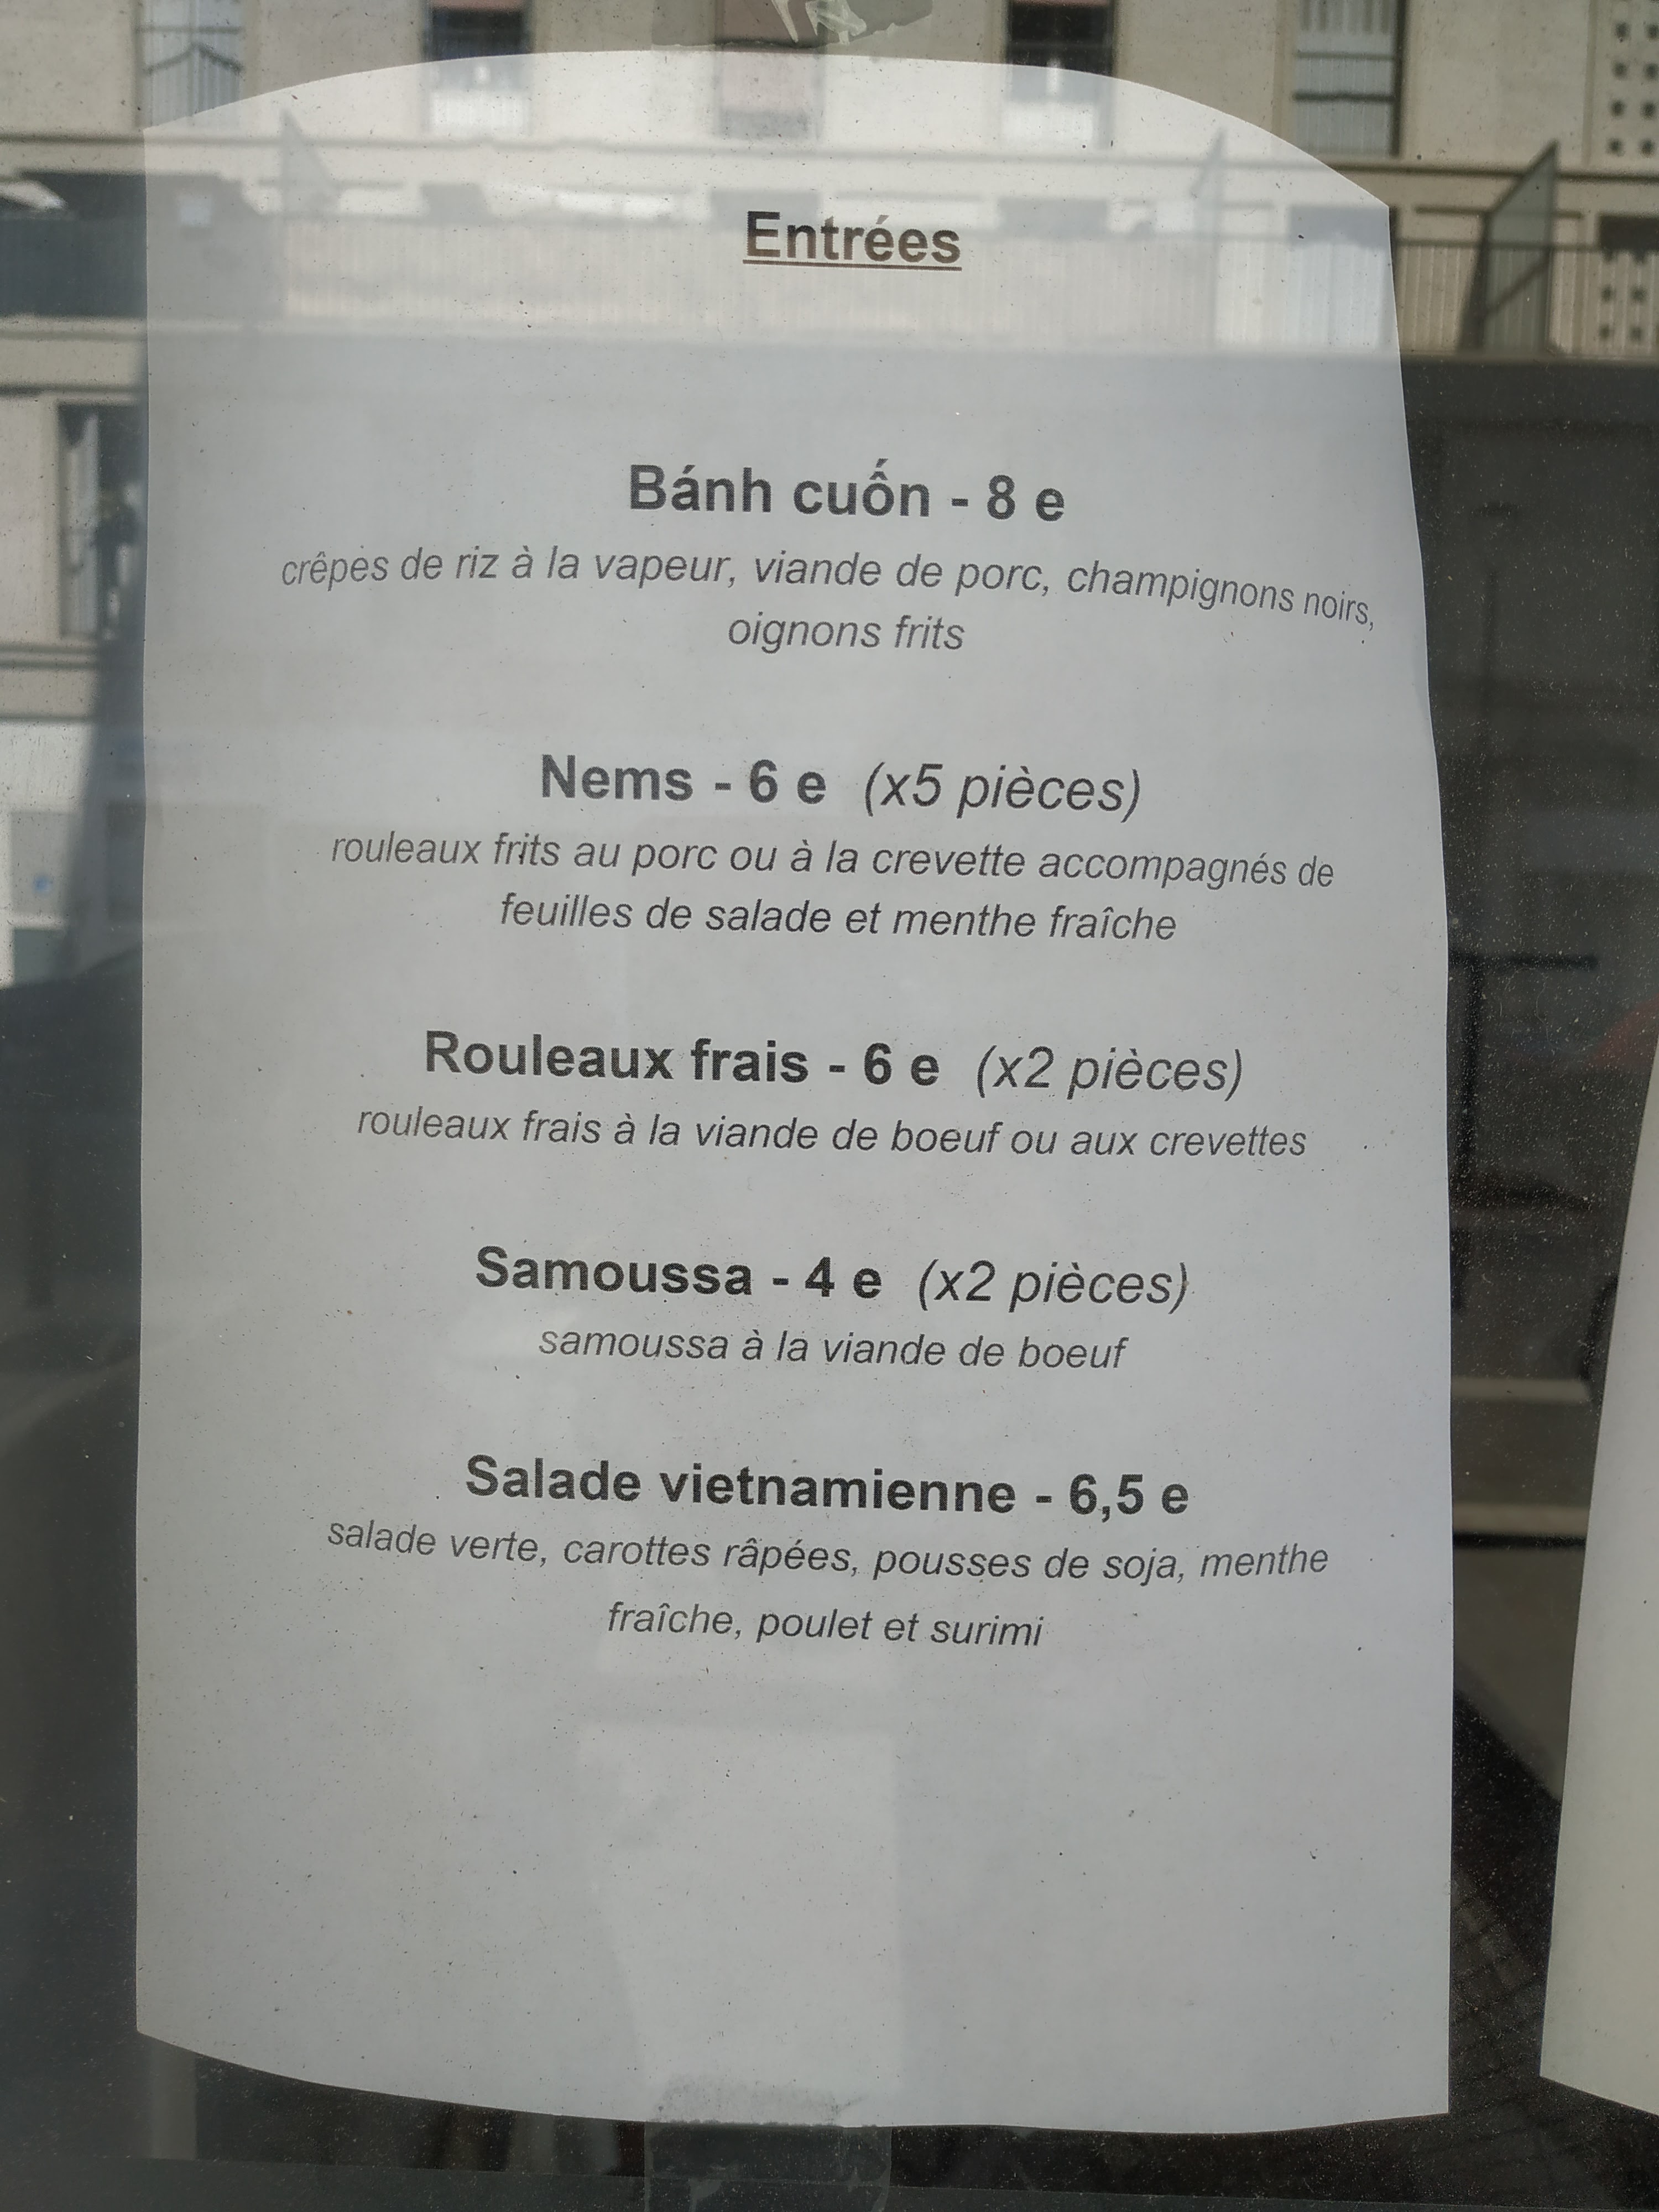 Entrées
Bánh cuốn - 8 e
crêpes de riz à la vapeur, viande de porc, champignons noirs,
oignons frits
Nems - 6 e (x5 pièces)
rouleaux frits au porc ou à la crevette accompagnés de
feuilles de salade et menthe fraîche
Rouleaux frais - 6 e (x2 pièces)
rouleaux frais à la viande de boeuf ou aux crevettes
Samoussa - 4 e (x2 pièces)
samoussa à la viande de boeuf
Salade vietnamienne - 6,5 e
salade verte, carottes râpées, pousses de soja, menthe
fraîche, poulet et surimi